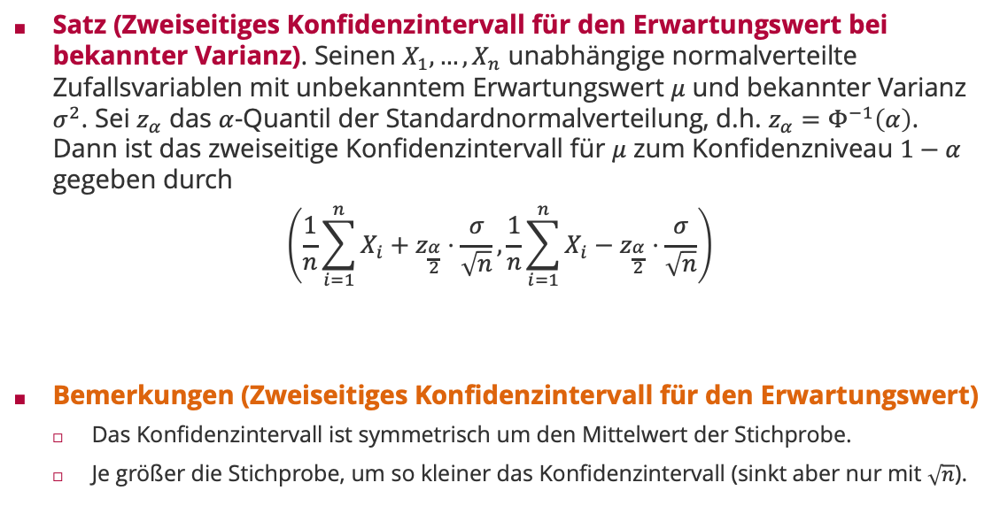 Satz (Zweiseitiges Konfidenzintervall für den Erwartungswert bei
bekannter Varianz). Seinen $X_1, \dots, X_n$ unabhängige normalverteilte
Zufallsvariablen mit unbekanntem Erwartungswert $\mu$ und bekannter Varianz
$\sigma^2$. Sei $z_\alpha$ das $\alpha$-Quantil der Standardnormalverteilung, d.h. $z_\alpha = \Phi^{-1}(\alpha)$.
Dann ist das zweiseitige Konfidenzintervall für $\mu$ zum Konfidenzniveau $1 - \alpha$
gegeben durch
$\left( \frac{1}{n} \sum_{i=1}^{n} X_i + z_{\frac{\alpha}{2}} \cdot \frac{\sigma}{\sqrt{n}}, \frac{1}{n} \sum_{i=1}^{n} X_i - z_{\frac{\alpha}{2}} \cdot \frac{\sigma}{\sqrt{n}} \right)$
Bemerkungen (Zweiseitiges Konfidenzintervall für den Erwartungswert)
Das Konfidenzintervall ist symmetrisch um den Mittelwert der Stichprobe.
Je größer die Stichprobe, um so kleiner das Konfidenzintervall (sinkt aber nur mit $\sqrt{n}$).